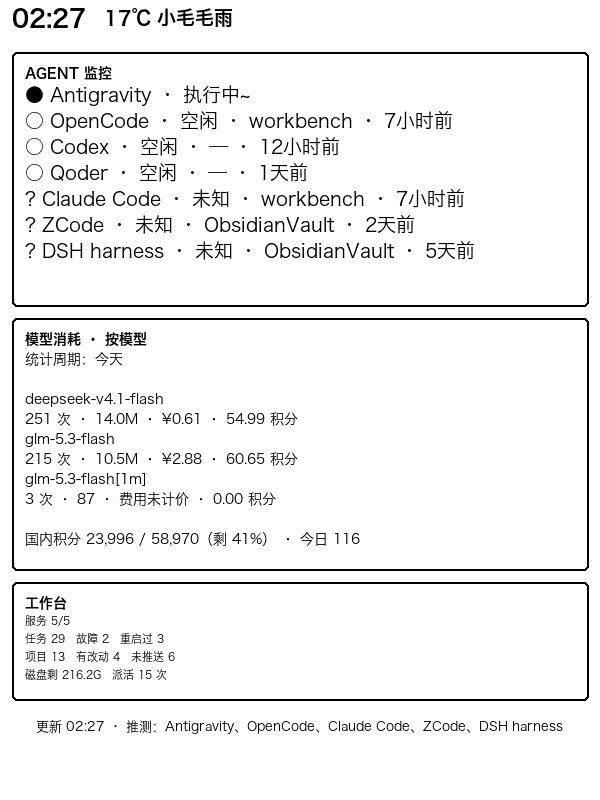 02:27 17℃ 小毛毛雨
AGENT 监控
● Antigravity · 执行中~
○ OpenCode · 空闲 · workbench · 7小时前
○ Codex · 空闲 · — · 12小时前
○ Qoder · 空闲 · — · 1天前
? Claude Code · 未知 · workbench · 7小时前
? ZCode · 未知 · ObsidianVault · 2天前
? DSH harness · 未知 · ObsidianVault · 5天前
模型消耗 · 按模型
统计周期: 今天
deepseek-v4.1-flash
251 次 · 14.0M · ¥0.61 · 54.99 积分
glm-5.3-flash
215 次 · 10.5M · ¥2.88 · 60.65 积分
glm-5.3-flash[1m]
3 次 · 87 · 费用未计价 · 0.00 积分
国内积分 23,996 / 58,970（剩 41%） · 今日 116
工作台
服务 5/5
任务 29 故障 2 重启过 3
项目 13 有改动 4 未推送 6
磁盘剩 216.2G 派活 15 次
更新 02:27 · 推测: Antigravity、OpenCode、Claude Code、ZCode、DSH harness